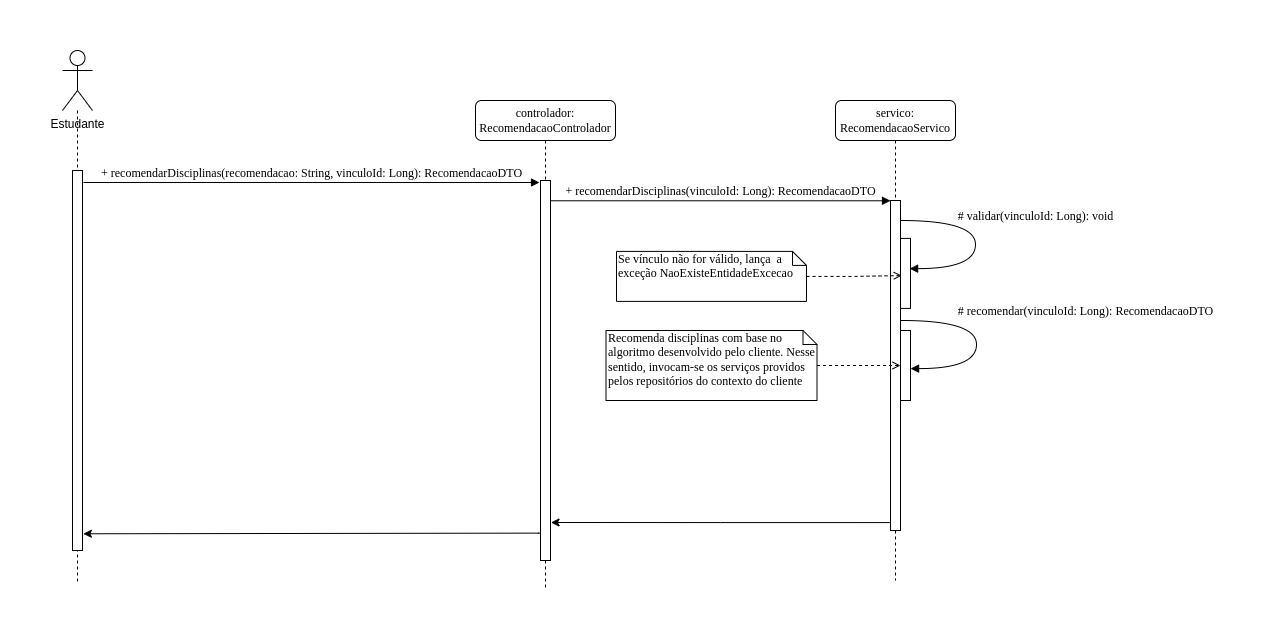 Estudante
controlador:
RecomendacaoControlador
servico:
RecomendacaoServico
+ recomendarDisciplinas(recomendacao: String, vinculoId: Long): RecomendacaoDTO
+ recomendarDisciplinas(vinculoId: Long): RecomendacaoDTO
# validar(vinculoId: Long): void
Se vínculo não for válido, lança a
exceção NaoExisteEntidadeExcecao
# recomendar(vinculoId: Long): RecomendacaoDTO
Recomenda disciplinas com base no
algoritmo desenvolvido pelo cliente. Nesse
sentido, invocam-se os serviços providos
pelos repositórios do contexto do cliente